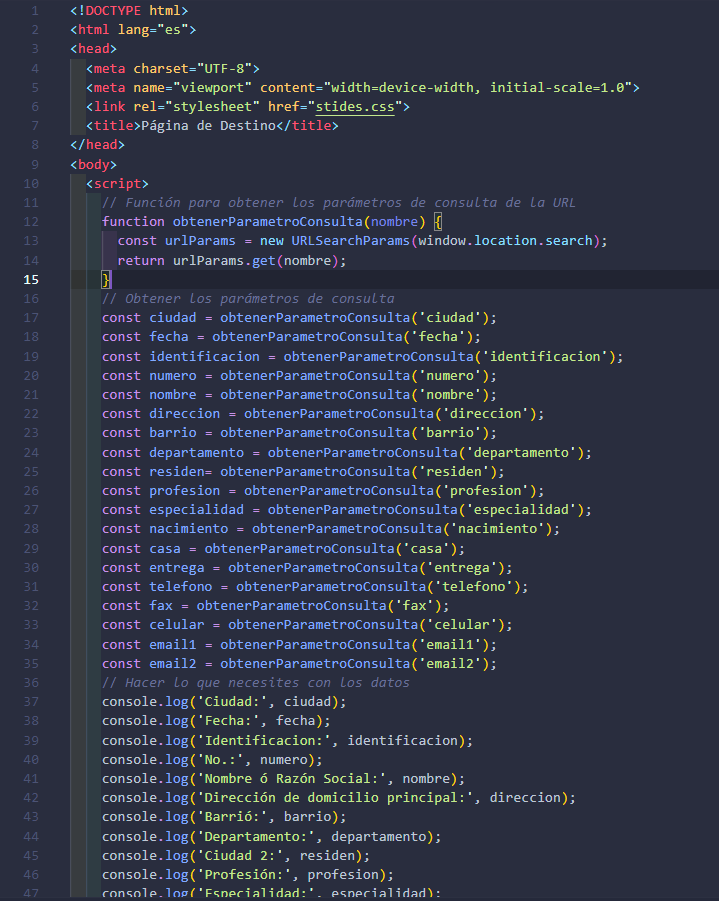 1 <!DOCTYPE html>
2 <html lang="es">
3 <head>
4 <meta charset="UTF-8">
5 <meta name="viewport" content="width=device-width, initial-scale=1.0">
6 <link rel="stylesheet" href="stides.css">
7 <title>Página de Destino</title>
8 </head>
9 <body>
10 <script>
11 // Función para obtener los parámetros de consulta de la URL
12 function obtenerParametroConsulta(nombre) {
13 const urlParams = new URLSearchParams(window.location.search);
14 return urlParams.get(nombre);
15 }
16 // Obtener los parámetros de consulta
17 const ciudad = obtenerParametroConsulta('ciudad');
18 const fecha = obtenerParametroConsulta('fecha');
19 const identificacion = obtenerParametroConsulta('identificacion');
20 const numero = obtenerParametroConsulta('numero');
21 const nombre = obtenerParametroConsulta('nombre');
22 const direccion = obtenerParametroConsulta('direccion');
23 const barrio = obtenerParametroConsulta('barrio');
24 const departamento = obtenerParametroConsulta('departamento');
25 const residen= obtenerParametroConsulta('residen');
26 const profesion = obtenerParametroConsulta('profesion');
27 const especialidad = obtenerParametroConsulta('especialidad');
28 const nacimiento = obtenerParametroConsulta('nacimiento');
29 const casa = obtenerParametroConsulta('casa');
30 const entrega = obtenerParametroConsulta('entrega');
31 const telefono = obtenerParametroConsulta('telefono');
32 const fax = obtenerParametroConsulta('fax');
33 const celular = obtenerParametroConsulta('celular');
34 const email1 = obtenerParametroConsulta('email1');
35 const email2 = obtenerParametroConsulta('email2');
36 // Hacer lo que necesites con los datos
37 console.log('Ciudad:', ciudad);
38 console.log('Fecha:', fecha);
39 console.log('Identificacion:', identificacion);
40 console.log('No.:', numero);
41 console.log('Nombre ó Razón Social:', nombre);
42 console.log('Dirección de domicilio principal:', direccion);
43 console.log('Barrió:', barrio);
44 console.log('Departamento:', departamento);
45 console.log('Ciudad 2:', residen);
46 console.log('Profesión:', profesion);
47 console.log('Especialidad:', especialidad);